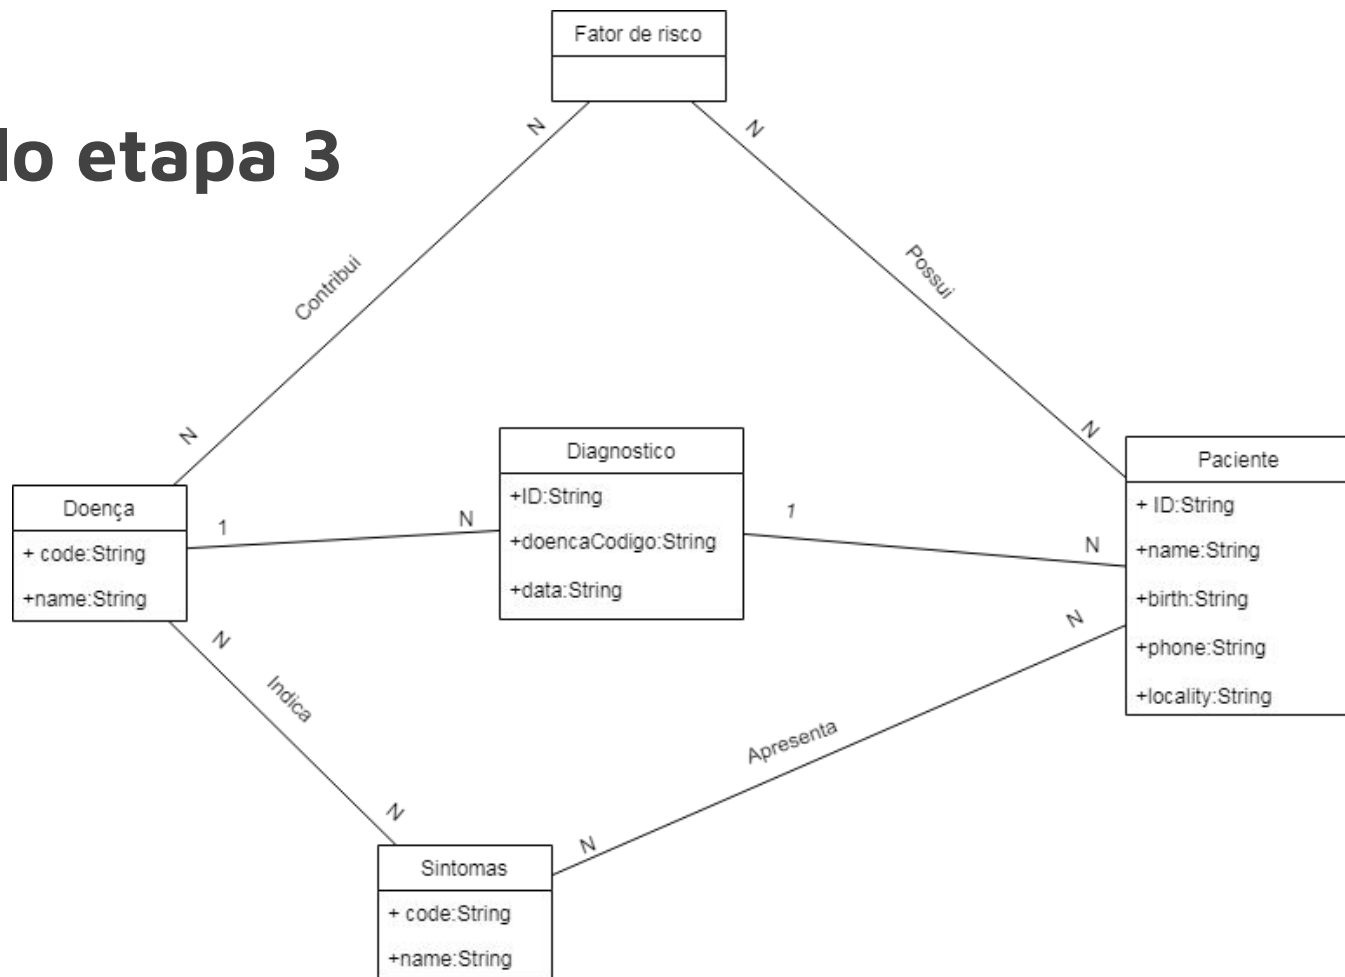 Fator de risco
do etapa 3
N
N
Contribui
Possui
N
N
Doença
+ code:String
+name:String
1
N
Diagnostico
+ID:String
+doencaCodigo:String
+data:String
1
N
Paciente
+ ID:String
+name:String
+birth:String
+phone:String
+locality:String
N
Indica
N
N
Apresenta
N
Sintomas
+ code:String
+name:String